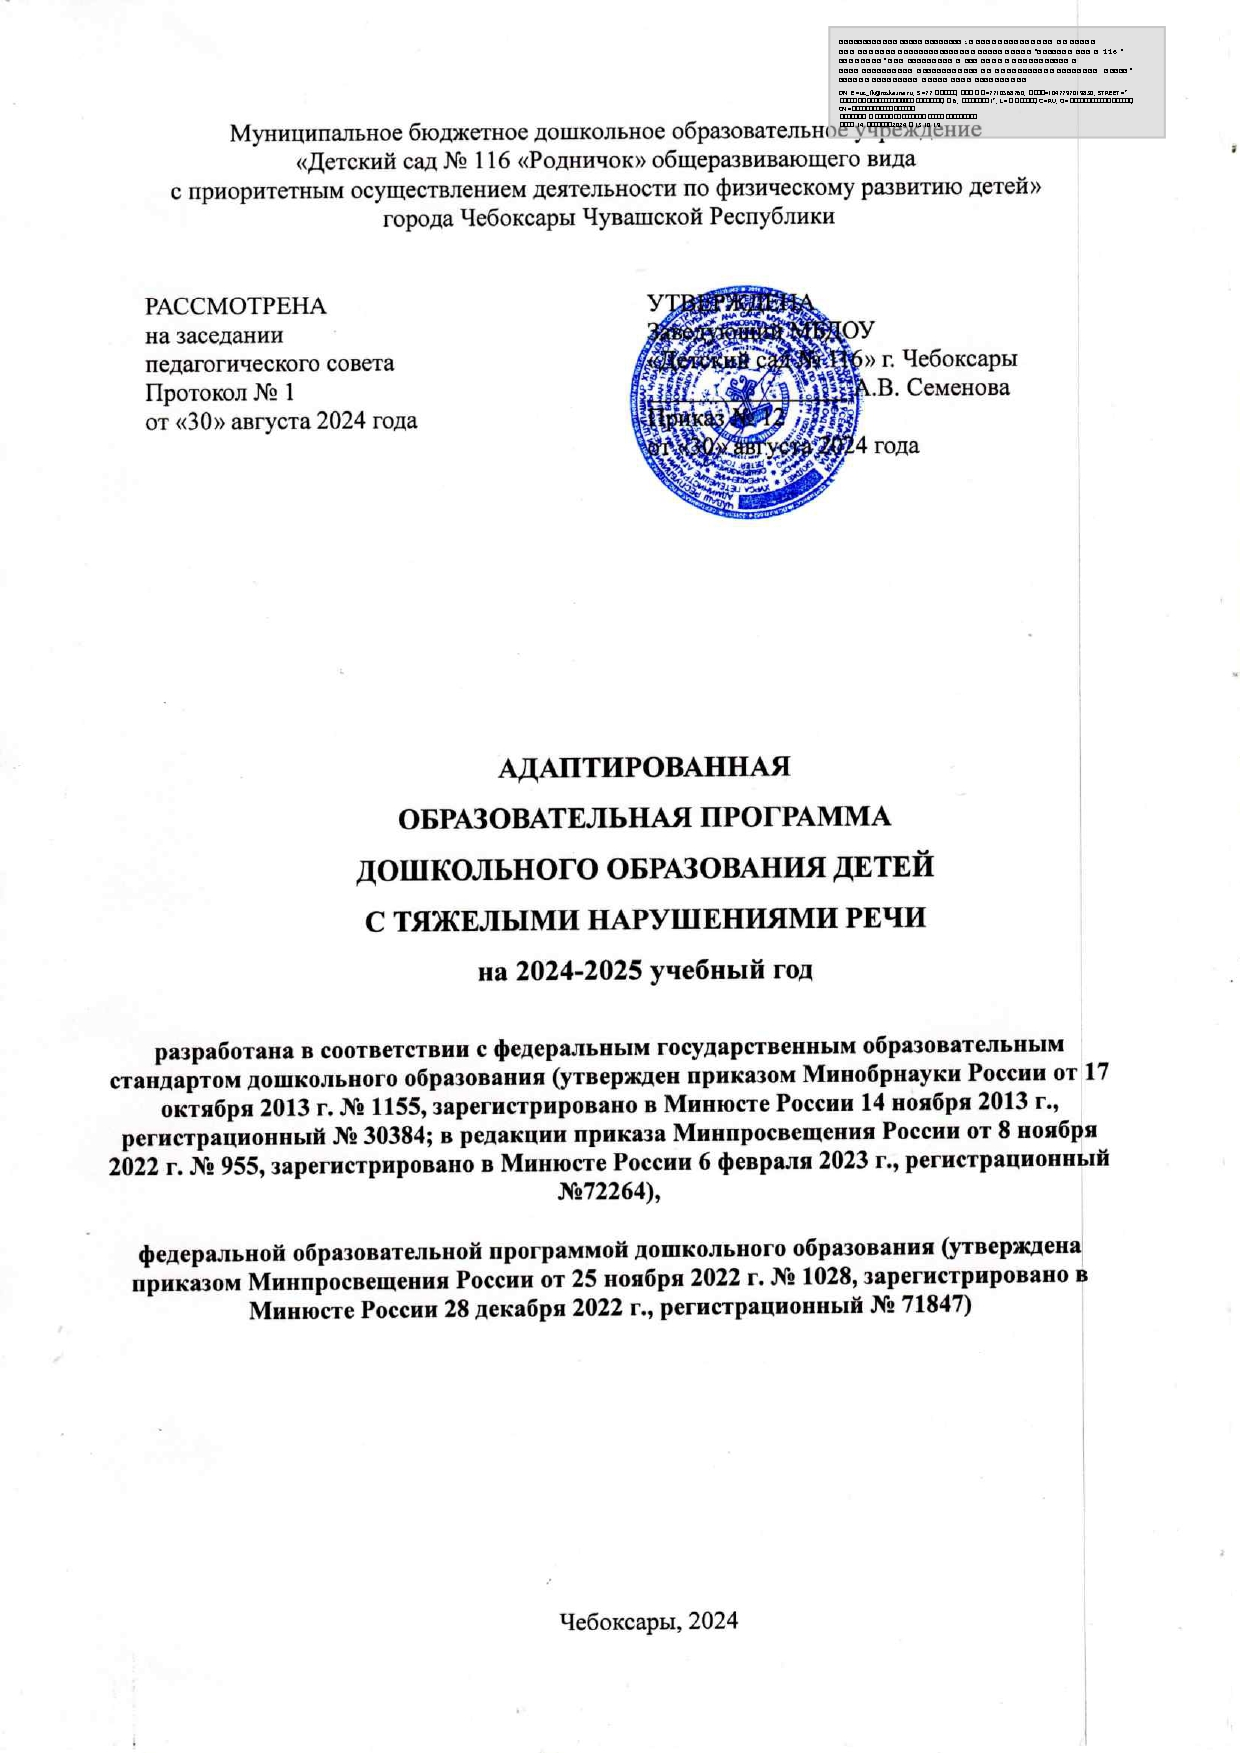 Муниципальное бюджетное дошкольное образовательное учреждение
«Детский сад № 116 «Родничок» общеразвивающего вида
с приоритетным осуществлением деятельности по физическому развитию детей»
города Чебоксары Чувашской Республики
РАССМОТРЕНА
на заседании
педагогического совета
Протокол № 1
от «30» августа 2024 года
УТВЕРЖДЕНА
Заведующий МБДОУ
«Детский сад № 116» г. Чебоксары
А.В. Семенова
Приказ № 12
от «30» августа 2024 года
АДАПТИРОВАННАЯ
ОБРАЗОВАТЕЛЬНАЯ ПРОГРАММА
ДОШКОЛЬНОГО ОБРАЗОВАНИЯ ДЕТЕЙ
С ТЯЖЕЛЫМИ НАРУШЕНИЯМИ РЕЧИ
на 2024-2025 учебный год
разработана в соответствии с федеральным государственным образовательным
стандартом дошкольного образования (утвержден приказом Минобрнауки России от 17
октября 2013 г. № 1155, зарегистрировано в Минюсте России 14 ноября 2013 г.,
регистрационный № 30384; в редакции приказа Минпросвещения России от 8 ноября
2022 г. № 955, зарегистрировано в Минюсте России 6 февраля 2023 г., регистрационный
№72264),
федеральной образовательной программой дошкольного образования (утверждена
приказом Минпросвещения России от 25 ноября 2022 г. № 1028, зарегистрировано в
Минюсте России 28 декабря 2022 г., регистрационный № 71847)
Чебоксары, 2024